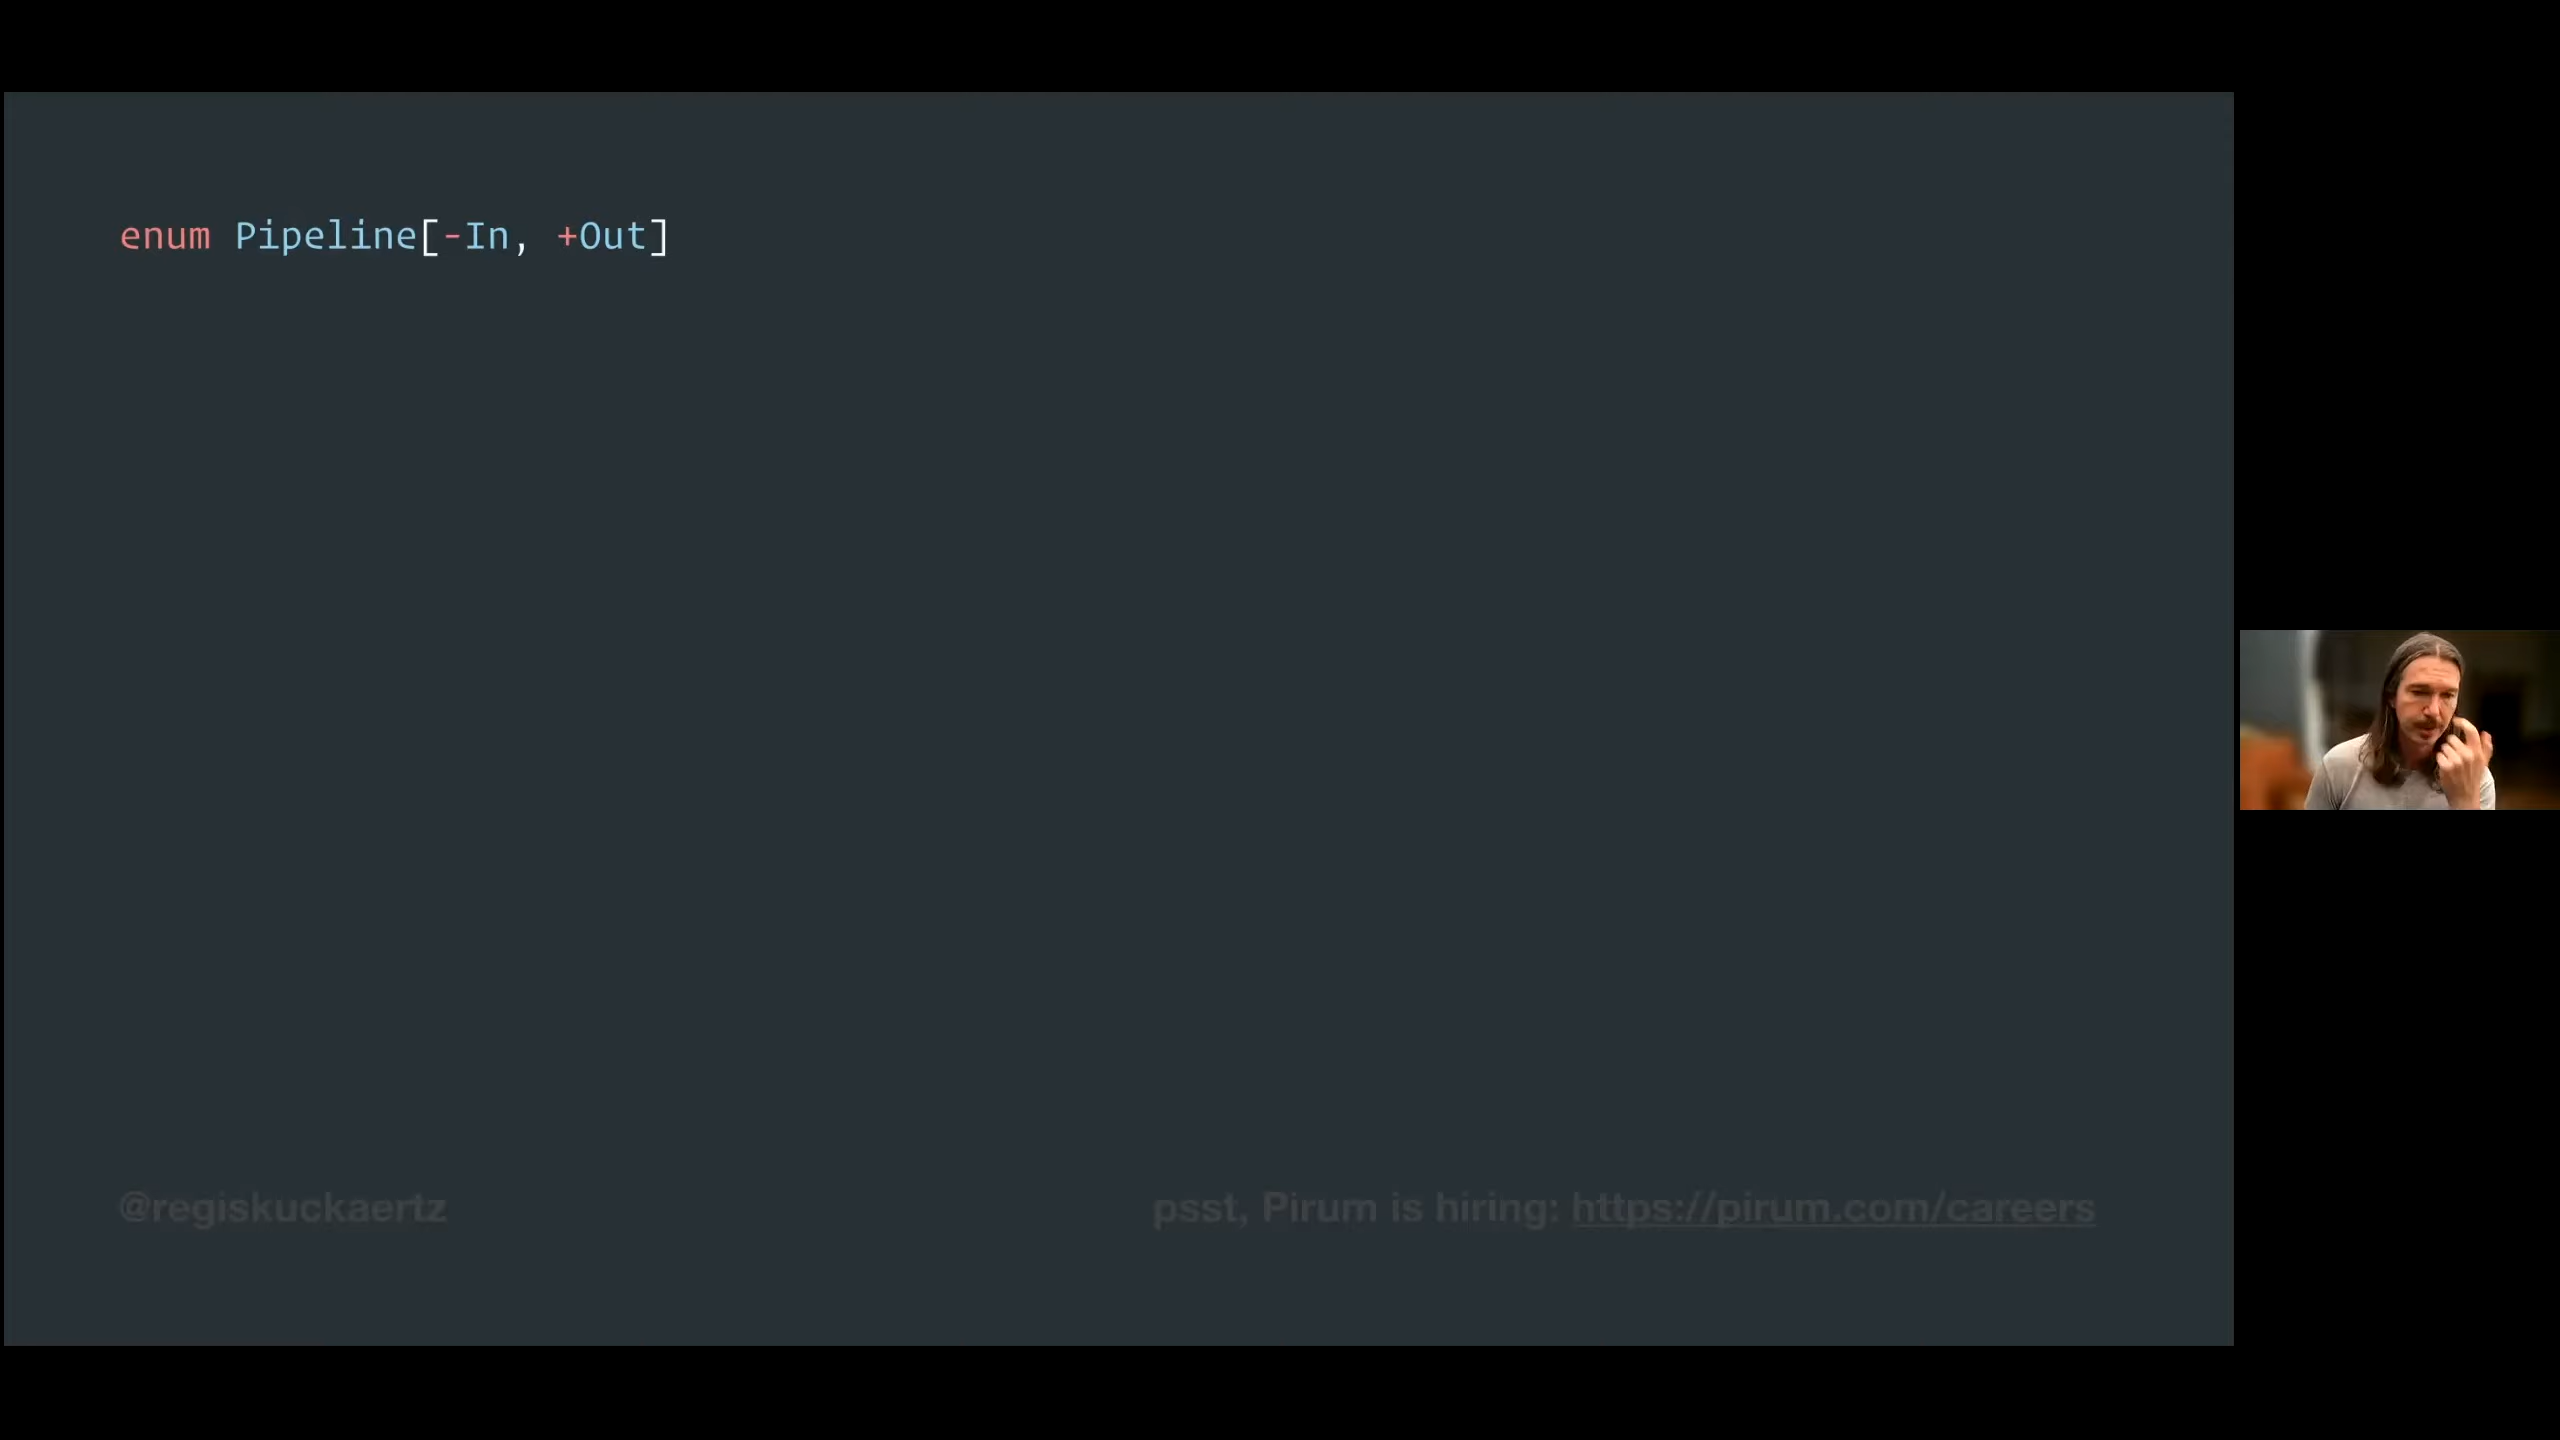 enum Pipeline[-In, +Out]
@regiskuckaertz
psst, Pirum is hiring: https://pirum.com/careers